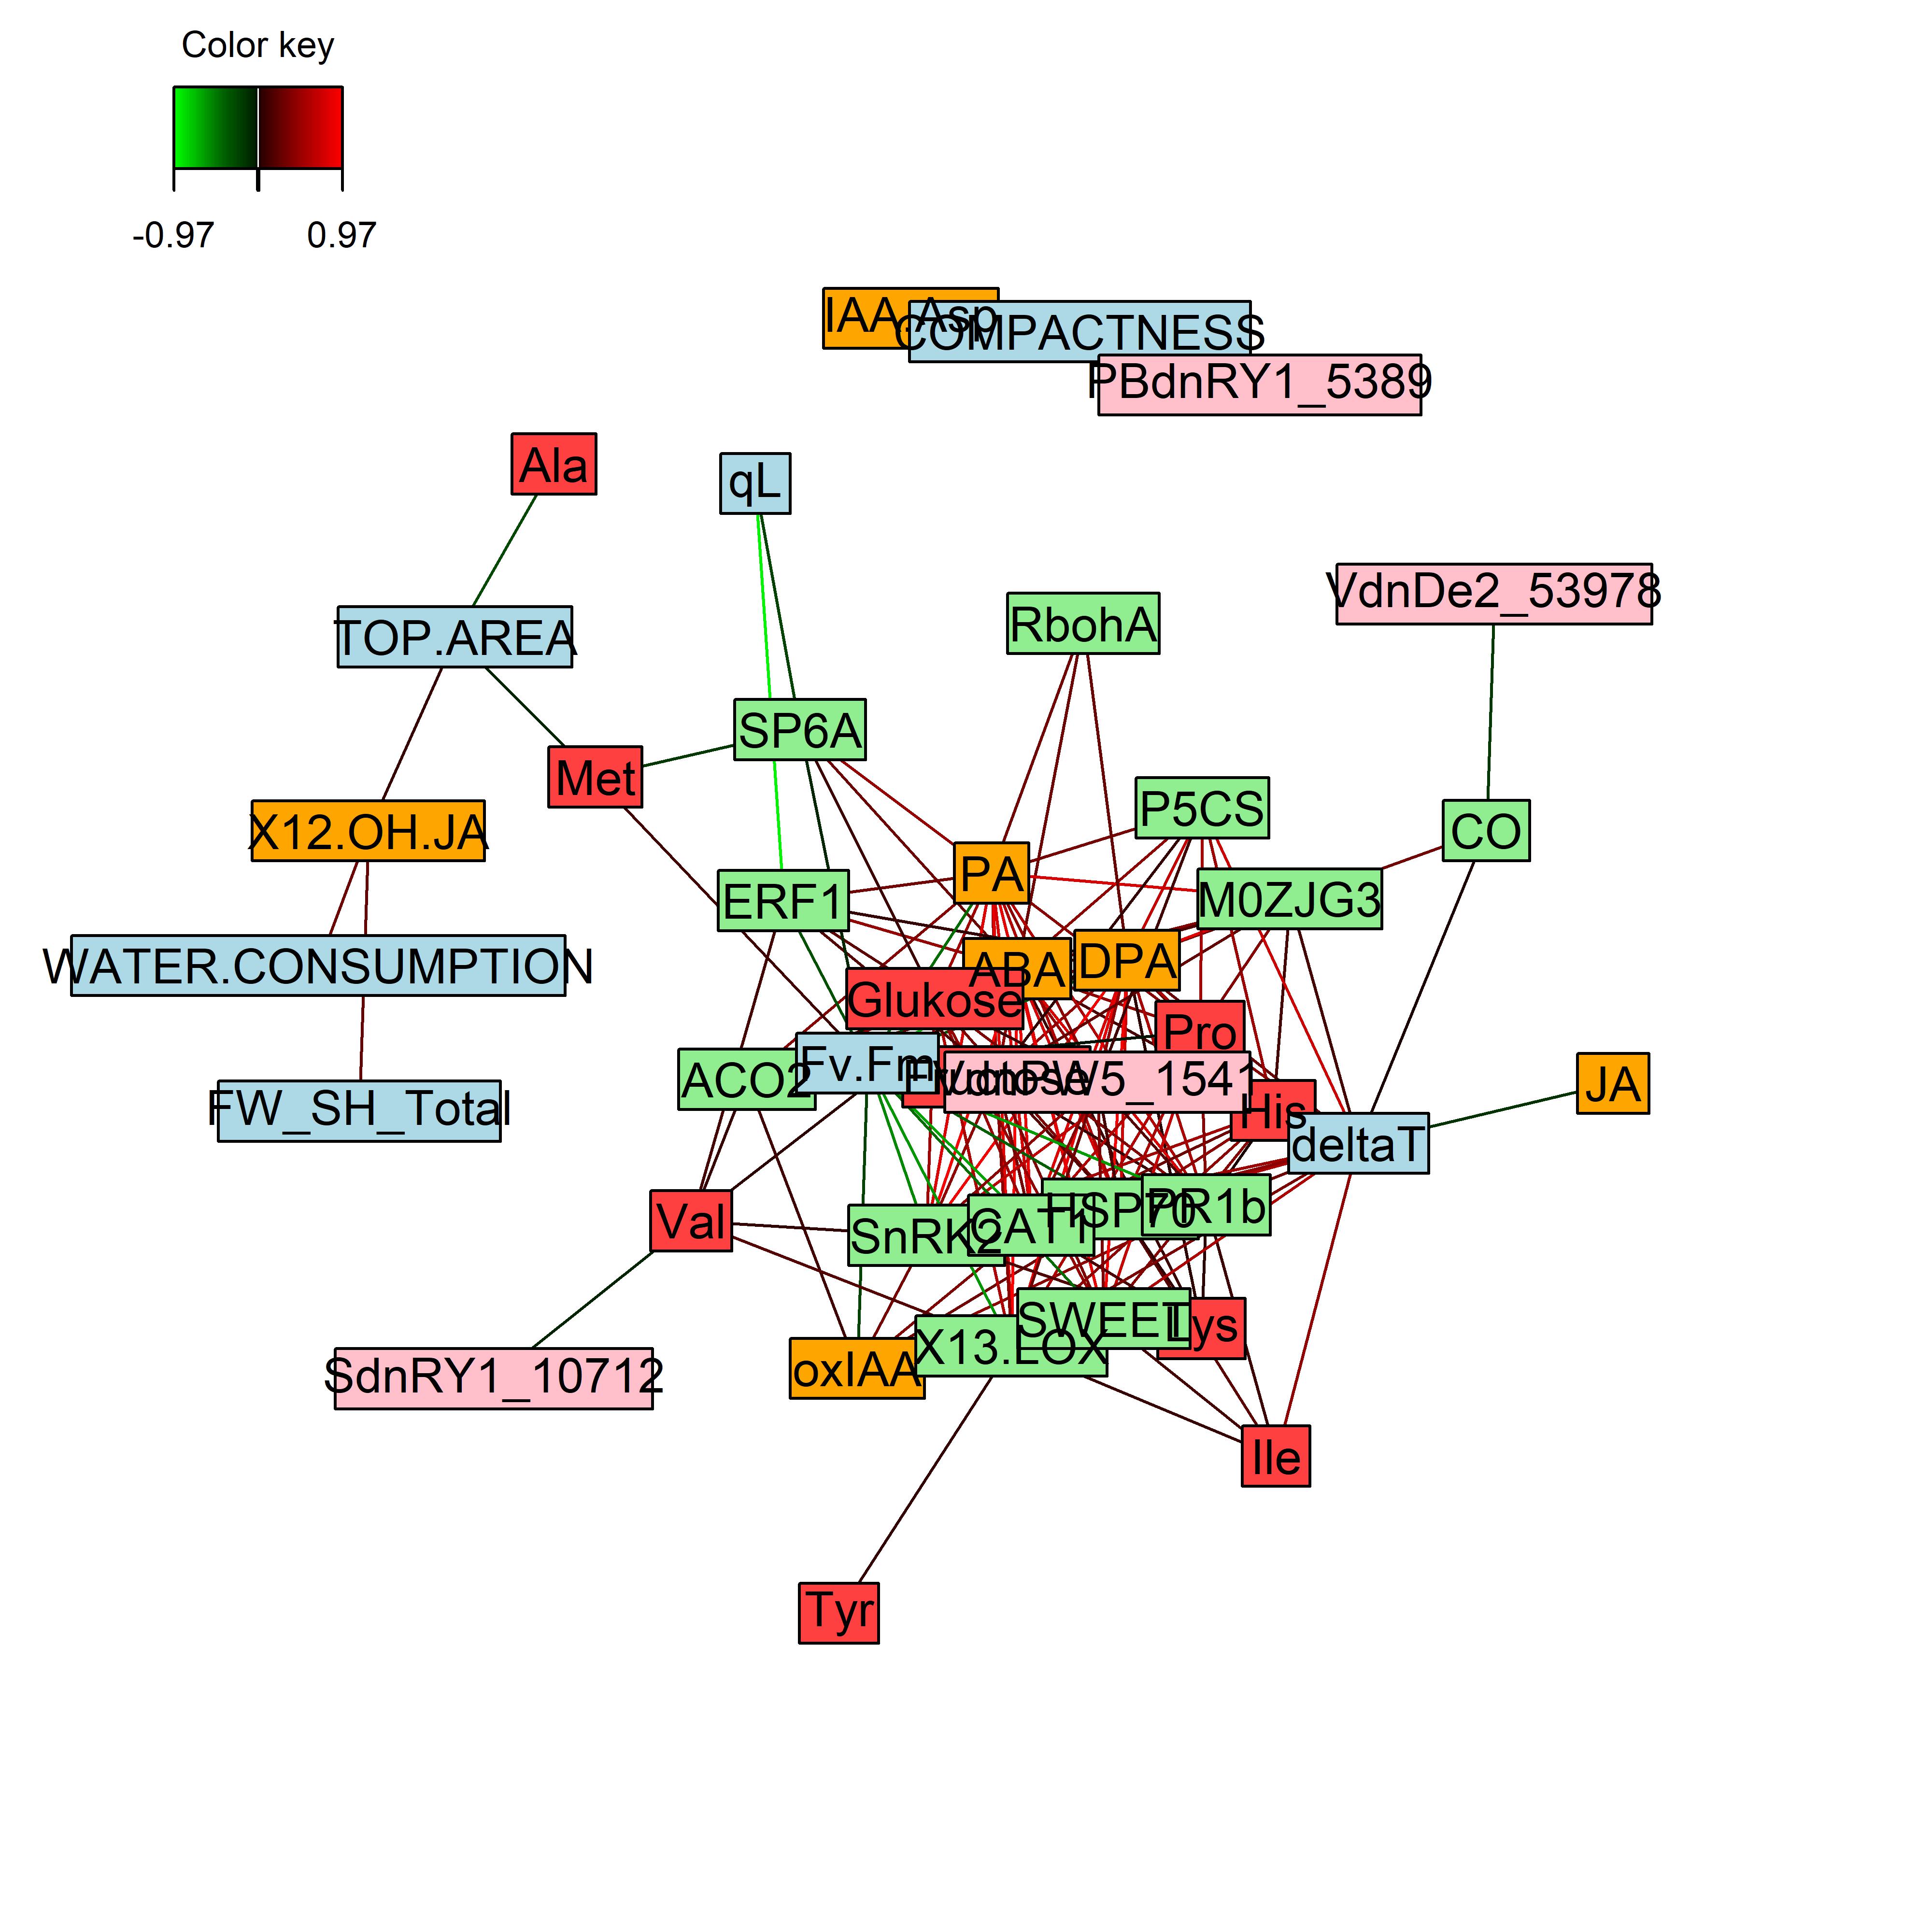 Color key
-0.97 0.97
IAA.Asp
COMPACTNESS
PBdnRY1_5389
Ala
qL
VdnDe2_53978
RbohA
TOP.AREA
SP6A
Met
P5CS
X12.OH.JA
CO
PA
ERF1
M0ZJG3
WATER.CONSUMPTION
ABA
DPA
Glukose
Pro
Fv.Fm
ACO2
JA
FW_SH_Total
His
deltaT
Val
SnRK2
CAT1
HSP70
PR1b
SWEET
Lys
X13.LOX
oxIAA
SdnRY1_10712
Ile
Tyr